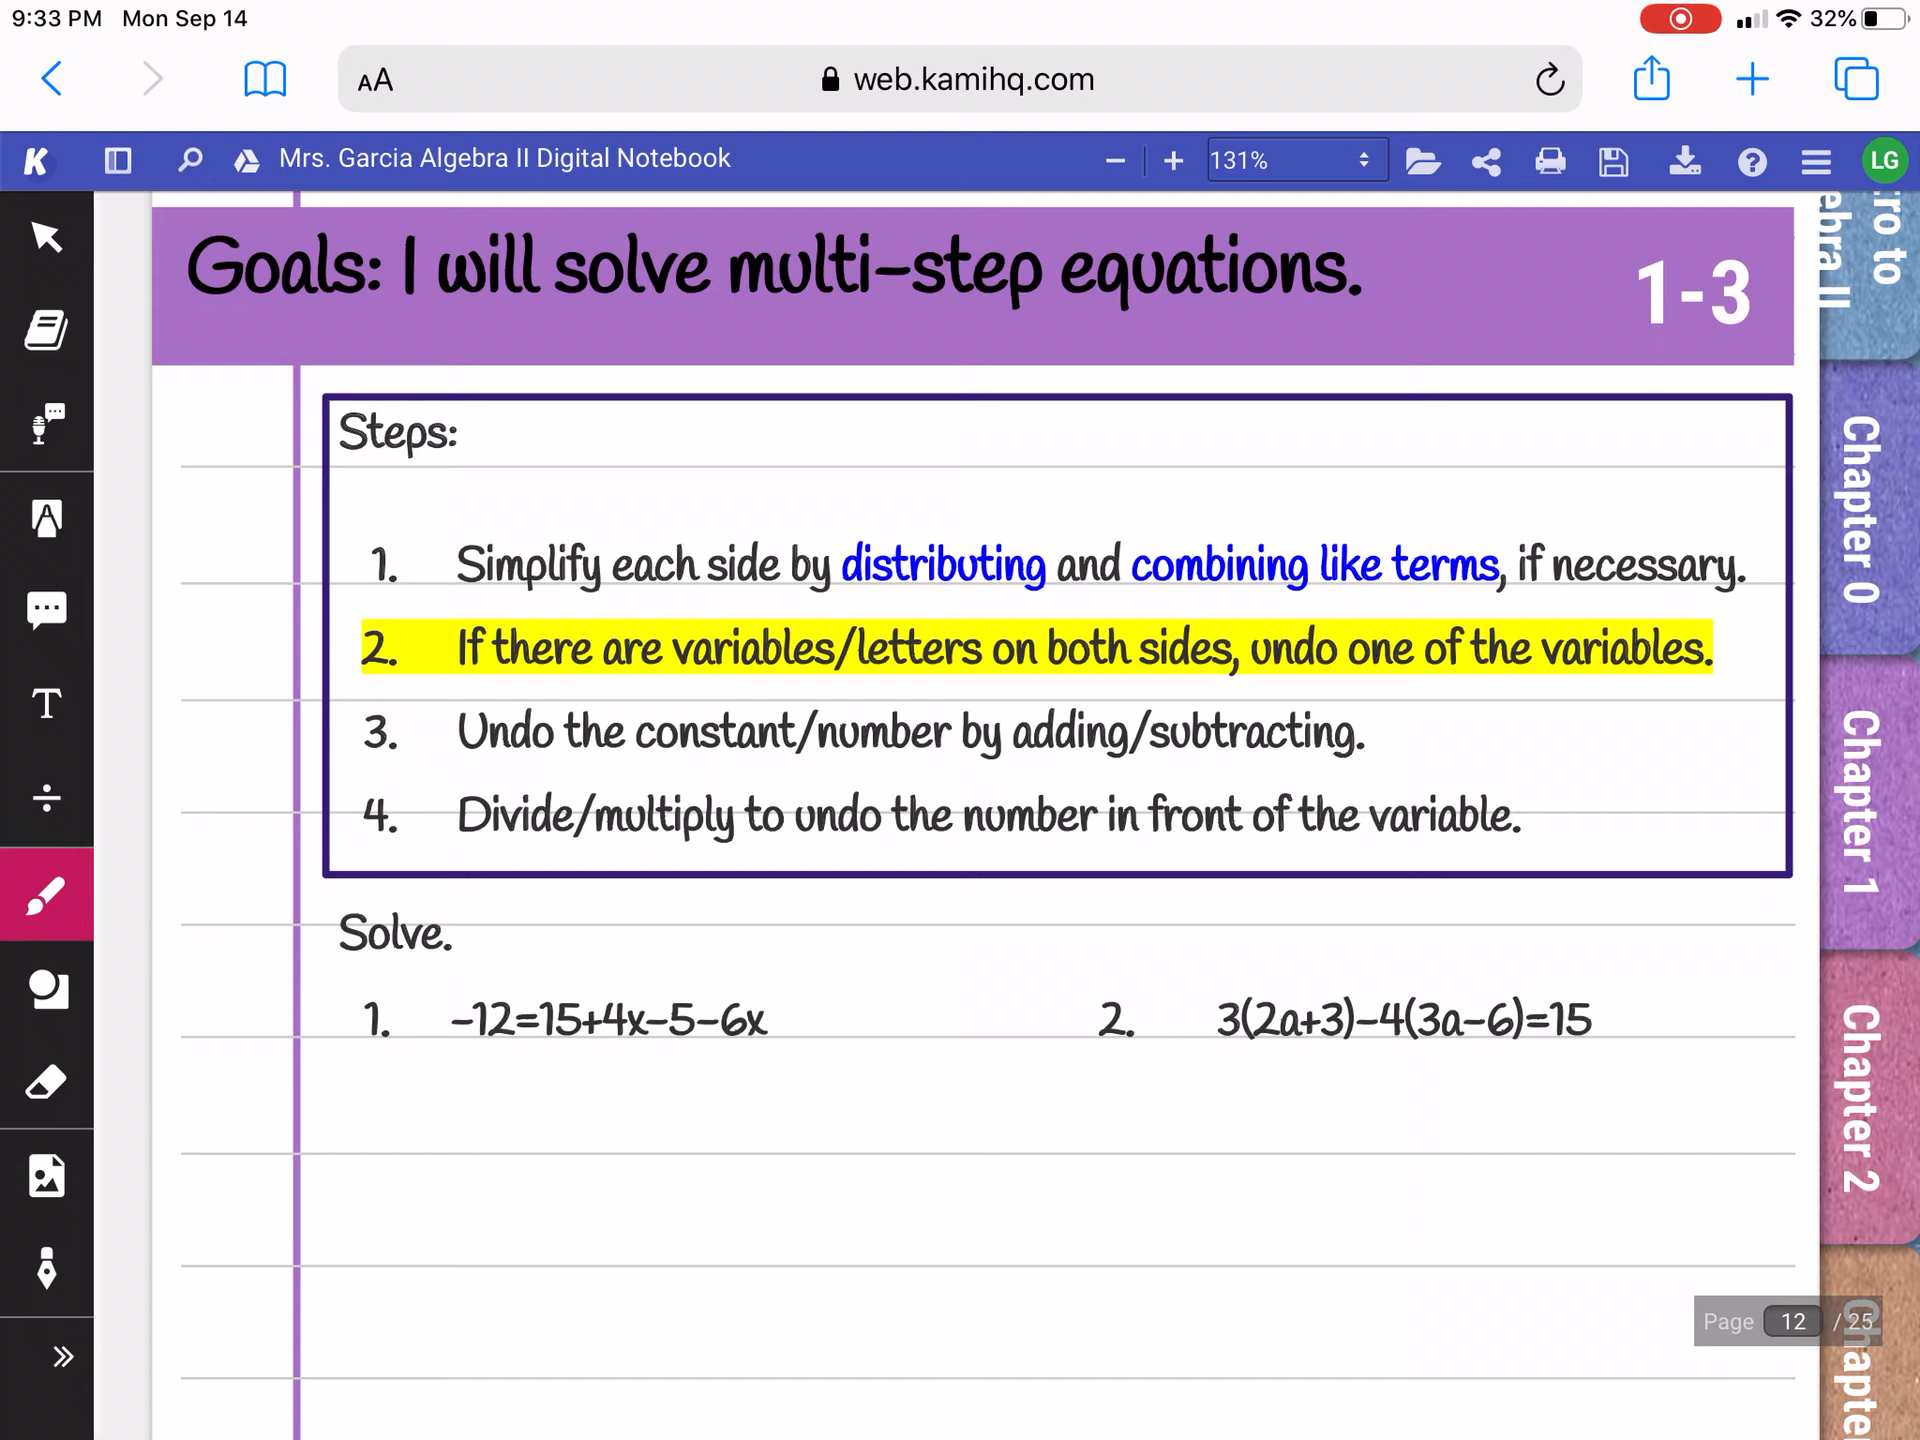 9:33 PM Mon Sep 14
32%
AA
web.kamihq.com
K
Mrs. Garcia Algebra II Digital Notebook
131%
LG
Goals: I will solve multi-step equations.
1-3
Steps:
1. Simplify each side by distributing and combining like terms, if necessary.
2. If there are variables/letters on both sides, undo one of the variables.
3. Undo the constant/number by adding/subtracting.
4. Divide/multiply to undo the number in front of the variable.
Solve.
1. -12=15+4x-5-6x
2. 3(2a+3)-4(3a-6)=15
ro to
ebra II
Chapter 0
Chapter 1
Chapter 2
Chapte
Page 12 / 25